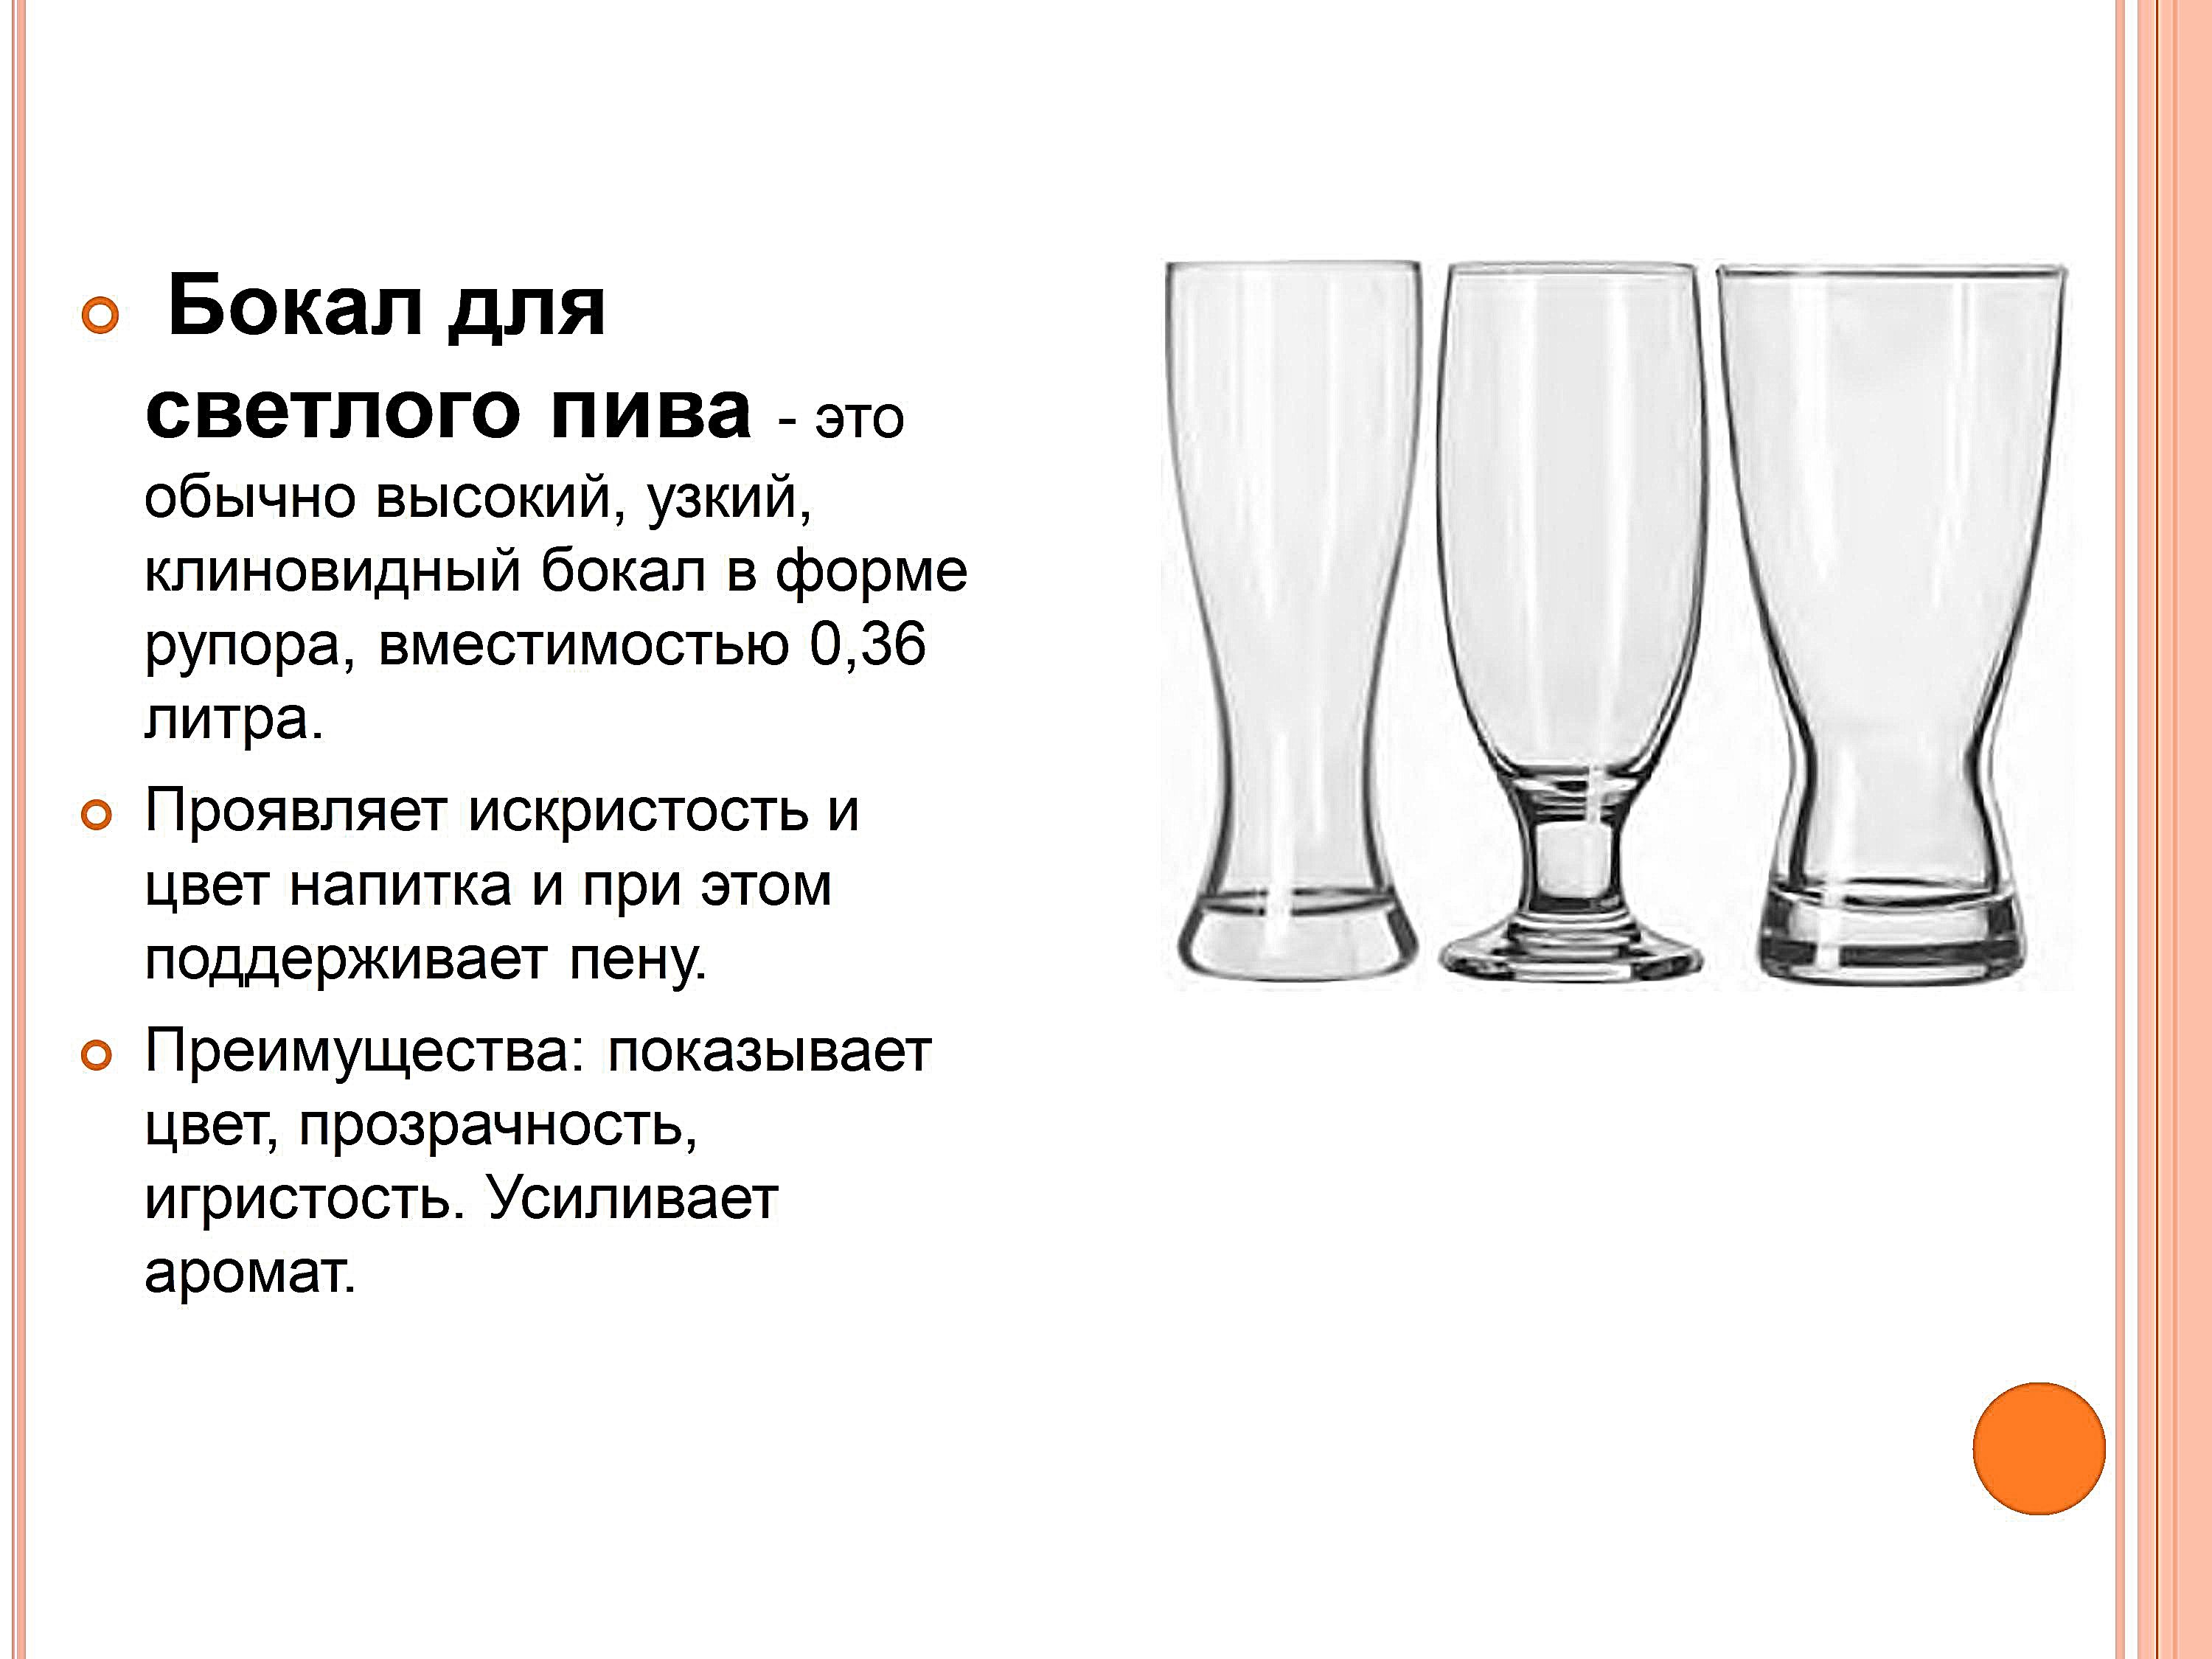 Бокал для
светлого пива - это
обычно высокий, узкий,
клиновидный бокал в форме
рупора, вместимостью 0,36
литра.
Проявляет искристость и
цвет напитка и при этом
поддерживает пену.
Преимущества: показывает
цвет, прозрачность,
игристость. Усиливает
аромат.